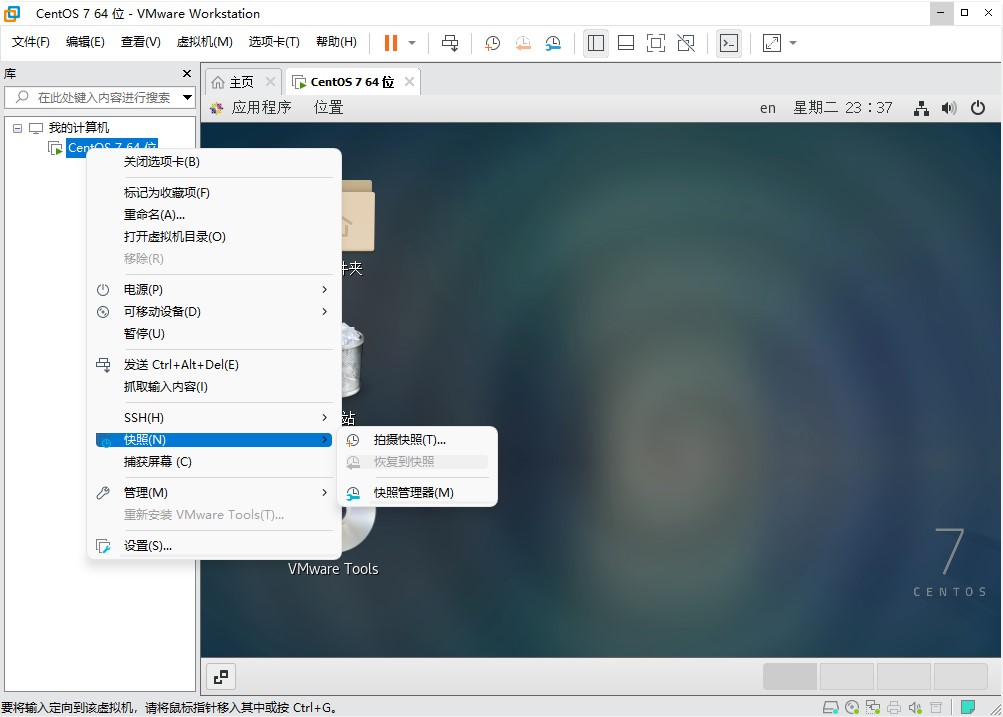 CentOS 7 64 位 - VMware Workstation
文件(F) 编辑(E) 查看(V) 虚拟机(M) 选项卡(T) 帮助(H)
库
在此处键入内容进行搜索
我的计算机
CentOS 7 64 位
主页
CentOS 7 64 位
应用程序 位置
en 星期二 23：37
关闭选项卡(B)
标记为收藏项(F)
重命名(A)...
打开虚拟机目录(O)
移除(R)
电源(P)
可移动设备(D)
暂停(U)
发送 Ctrl+Alt+Del(E)
抓取输入内容(I)
SSH(H)
快照(N)
捕获屏幕 (C)
管理(M)
重新安装 VMware Tools(T)...
设置(S)...
拍摄快照(T)...
恢复到快照
快照管理器(M)
件夹
站
VMware Tools
7
CENTOS
要将输入定向到该虚拟机，请将鼠标指针移入其中或按 Ctrl+G。